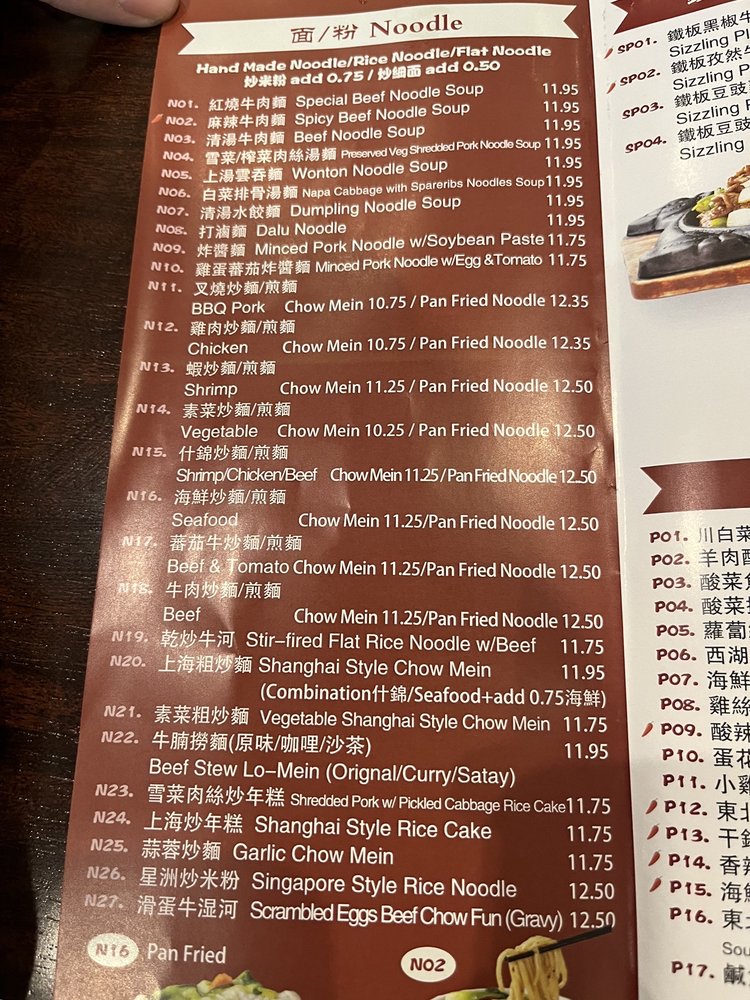 面/粉 Noodle
Hand Made Noodle/Rice Noodle/Flat Noodle
炒米粉 add 0.75 / 炒細面 add 0.50
N01. 紅燒牛肉麵 Special Beef Noodle Soup 11.95
N02. 麻辣牛肉麵 Spicy Beef Noodle Soup 11.95
N03. 清湯牛肉麵 Beef Noodle Soup 11.95
N04. 雪菜/榨菜肉絲湯麵 Preserved Veg Shredded Pork Noodle Soup 11.95
N05. 上湯雲吞麵 Wonton Noodle Soup 11.95
N06. 白菜排骨湯麵 Napa Cabbage with Spareribs Noodles Soup 11.95
N07. 清湯水餃麵 Dumpling Noodle Soup 11.95
N08. 打滷麵 Dalu Noodle 11.95
N09. 炸醬麵 Minced Pork Noodle w/Soybean Paste 11.75
N10. 雞蛋蕃茄炸醬麵 Minced Pork Noodle w/Egg &Tomato 11.75
N11. 叉燒炒麵/煎麵
BBQ Pork Chow Mein 10.75 / Pan Fried Noodle 12.35
N12. 雞肉炒麵/煎麵
Chicken Chow Mein 10.75 / Pan Fried Noodle 12.35
N13. 蝦炒麵/煎麵
Shrimp Chow Mein 11.25 / Pan Fried Noodle 12.50
N14. 素菜炒麵/煎麵
Vegetable Chow Mein 10.25 / Pan Fried Noodle 12.50
N15. 什錦炒麵/煎麵
Shrimp/Chicken/Beef Chow Mein 11.25 / Pan Fried Noodle 12.50
N16. 海鮮炒麵/煎麵
Seafood Chow Mein 11.25/Pan Fried Noodle 12.50
N17. 蕃茄牛炒麵/煎麵
Beef & Tomato Chow Mein 11.25/Pan Fried Noodle 12.50
N18. 牛肉炒麵/煎麵
Beef Chow Mein 11.25/Pan Fried Noodle 12.50
N19. 乾炒牛河 Stir-fired Flat Rice Noodle w/Beef 11.75
N20. 上海粗炒麵 Shanghai Style Chow Mein 11.95
(Combination什錦/Seafood+add 0.75海鮮)
N21. 素菜粗炒麵 Vegetable Shanghai Style Chow Mein 11.75
N22. 牛腩撈麵(原味/咖哩/沙茶) 11.95
Beef Stew Lo-Mein (Orignal/Curry/Satay)
N23. 雪菜肉絲炒年糕 Shredded Pork w/ Pickled Cabbage Rice Cake 11.75
N24. 上海炒年糕 Shanghai Style Rice Cake 11.75
N25. 蒜蓉炒麵 Garlic Chow Mein 11.75
N26. 星洲炒米粉 Singapore Style Rice Noodle 12.50
N27. 滑蛋牛湿河 Scrambled Eggs Beef Chow Fun (Gravy) 12.50
N16 Pan Fried
N02
SP01. 鐵板黑椒牛
Sizzling
SP02. 鐵板孜然
Sizzling
SP03. 鐵板豆豉
Sizzling
SP04. 鐵板豆豉
Sizzling
P01. 川白菜
P02. 羊肉酸
P03. 酸菜
P04. 酸菜
P05. 蘿蔔
P06. 西湖
P07. 海鮮
P08. 雞絲
P09. 酸辣
P10. 蛋花
P11. 小雞
P12. 東北
P13. 干鍋
P14. 香辣
P15. 海鮮
P16. 東北
Sou
P17. 鹹